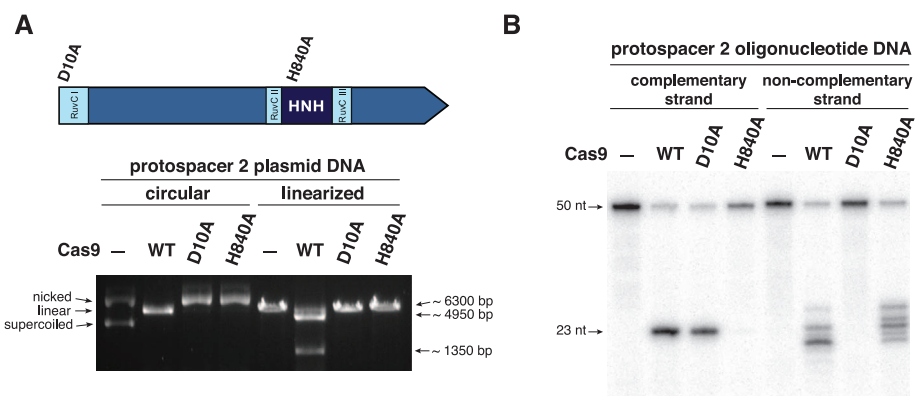 A
D10A
H840A
RuvC I
RuvC II
HNH
RuvC III
protospacer 2 plasmid DNA
circular linearized
Cas9 – WT D10A H840A – WT D10A H840A
nicked
linear
supercoiled
~ 6300 bp
~ 4950 bp
~ 1350 bp
B
protospacer 2 oligonucleotide DNA
complementary strand
non-complementary strand
Cas9 – WT D10A H840A – WT D10A H840A
50 nt
23 nt